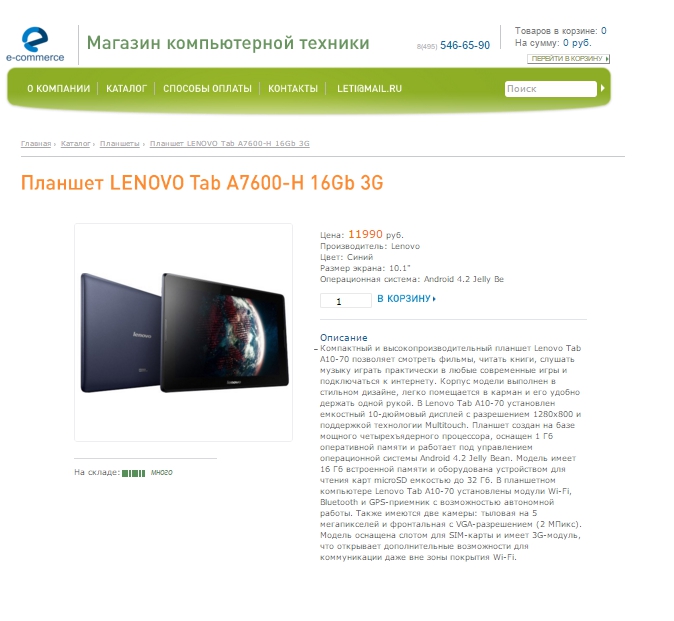 e-commerce
Магазин компьютерной техники
8(495) 546-65-90
Товаров в корзине: 0
На сумму: 0 руб.
ПЕРЕЙТИ В КОРЗИНУ
О КОМПАНИИ КАТАЛОГ СПОСОБЫ ОПЛАТЫ КОНТАКТЫ LETI@MAIL.RU Поиск
Главная › Каталог › Планшеты › Планшет LENOVO Tab A7600-H 16Gb 3G
Планшет LENOVO Tab A7600-H 16Gb 3G
Цена: 11990 руб.
Производитель: Lenovo
Цвет: Синий
Размер экрана: 10.1"
Операционная система: Android 4.2 Jelly Be
1 В КОРЗИНУ
Описание
Компактный и высокопроизводительный планшет Lenovo Tab
A10-70 позволяет смотреть фильмы, читать книги, слушать
музыку играть практически в любые современные игры и
подключаться к интернету. Корпус модели выполнен в
стильном дизайне, легко помещается в карман и его удобно
держать одной рукой. В Lenovo Tab A10-70 установлен
емкостный 10-дюймовый дисплей с разрешением 1280x800 и
поддержкой технологии Multitouch. Планшет создан на базе
мощного четырехъядерного процессора, оснащен 1 Гб
оперативной памяти и работает под управлением
операционной системы Android 4.2 Jelly Bean. Модель имеет
16 Гб встроенной памяти и оборудована устройством для
чтения карт microSD емкостью до 32 Гб. В планшетном
компьютере Lenovo Tab A10-70 установлены модули Wi-Fi,
Bluetooth и GPS-приемник с возможностью автономной
работы. Также имеются две камеры: тыловая на 5
мегапикселей и фронтальная с VGA-разрешением (2 МПикс).
Модель оснащена слотом для SIM-карты и имеет 3G-модуль,
что открывает дополнительные возможности для
коммуникации даже вне зоны покрытия Wi-Fi.
На складе: много